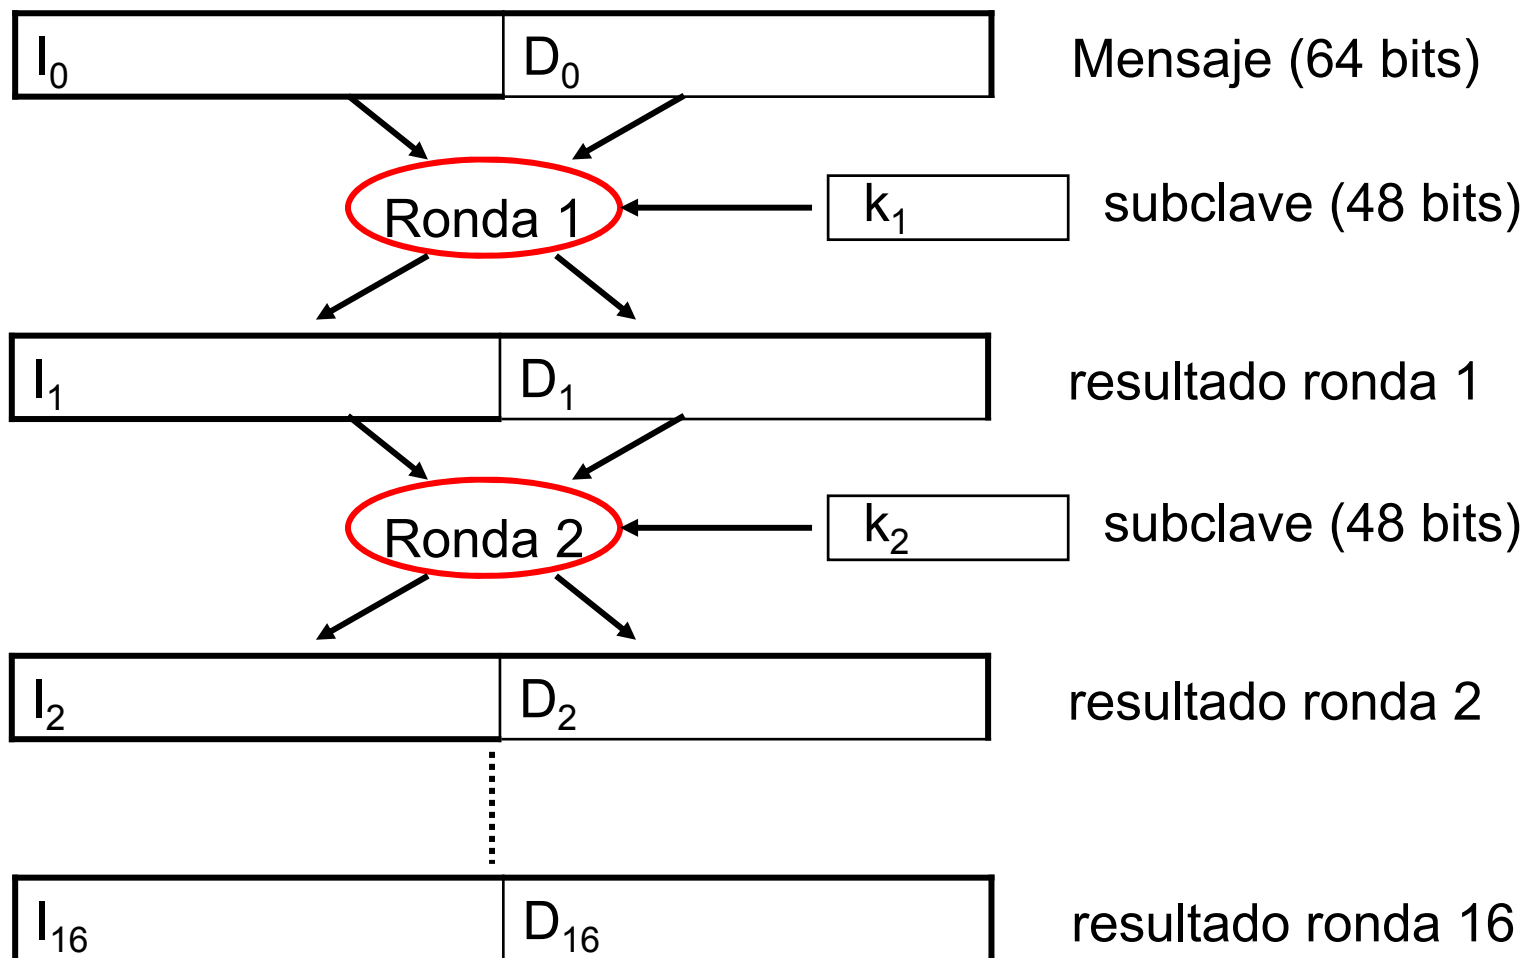 I₀ D₀ Mensaje (64 bits)
Ronda 1 k₁ subclave (48 bits)
I₁ D₁ resultado ronda 1
Ronda 2 k₂ subclave (48 bits)
I₂ D₂ resultado ronda 2
I₁₆ D₁₆ resultado ronda 16